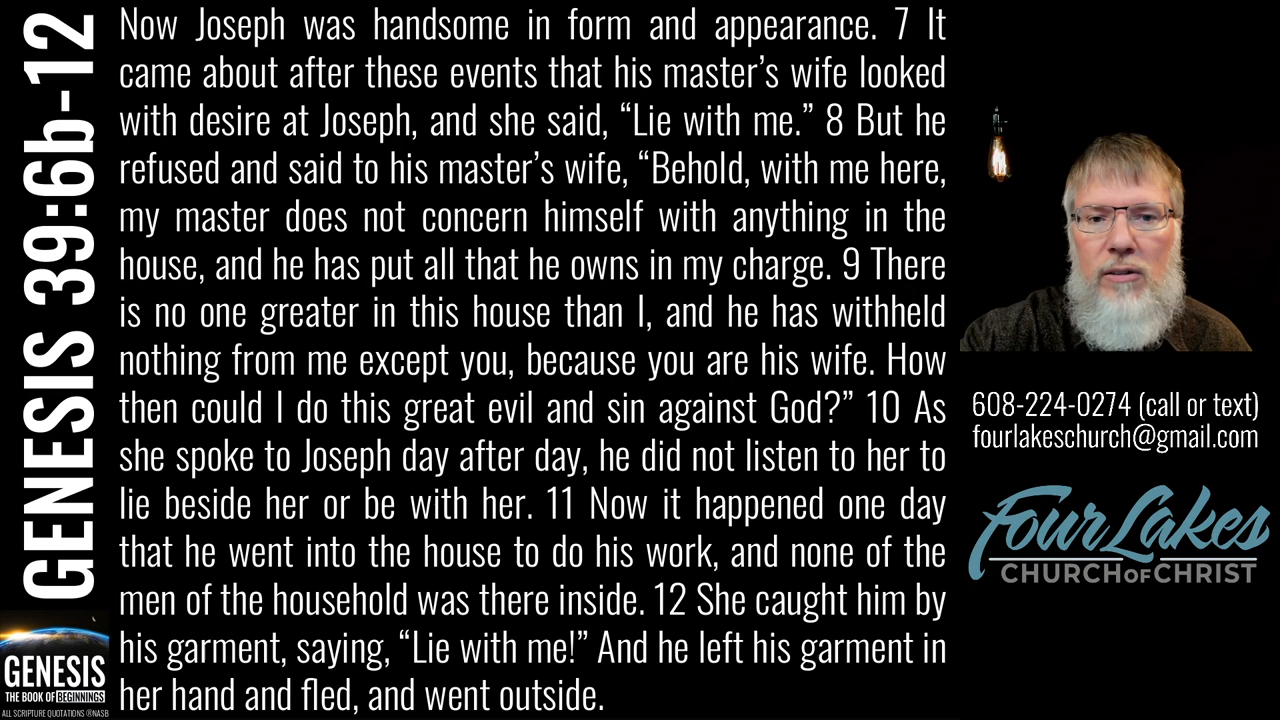 GENESIS 39:6b-12
Now Joseph was handsome in form and appearance. 7 It
came about after these events that his master’s wife looked
with desire at Joseph, and she said, “Lie with me.” 8 But he
refused and said to his master’s wife, “Behold, with me here,
my master does not concern himself with anything in the
house, and he has put all that he owns in my charge. 9 There
is no one greater in this house than I, and he has withheld
nothing from me except you, because you are his wife. How
then could I do this great evil and sin against God?” 10 As
she spoke to Joseph day after day, he did not listen to her to
lie beside her or be with her. 11 Now it happened one day
that he went into the house to do his work, and none of the
men of the household was there inside. 12 She caught him by
his garment, saying, “Lie with me!” And he left his garment in
her hand and fled, and went outside.
GENESIS
THE BOOK OF BEGINNINGS
ALL SCRIPTURE QUOTATIONS ®NASB
608-224-0274 (call or text)
fourlakeschurch@gmail.com
Four Lakes
CHURCH OF CHRIST